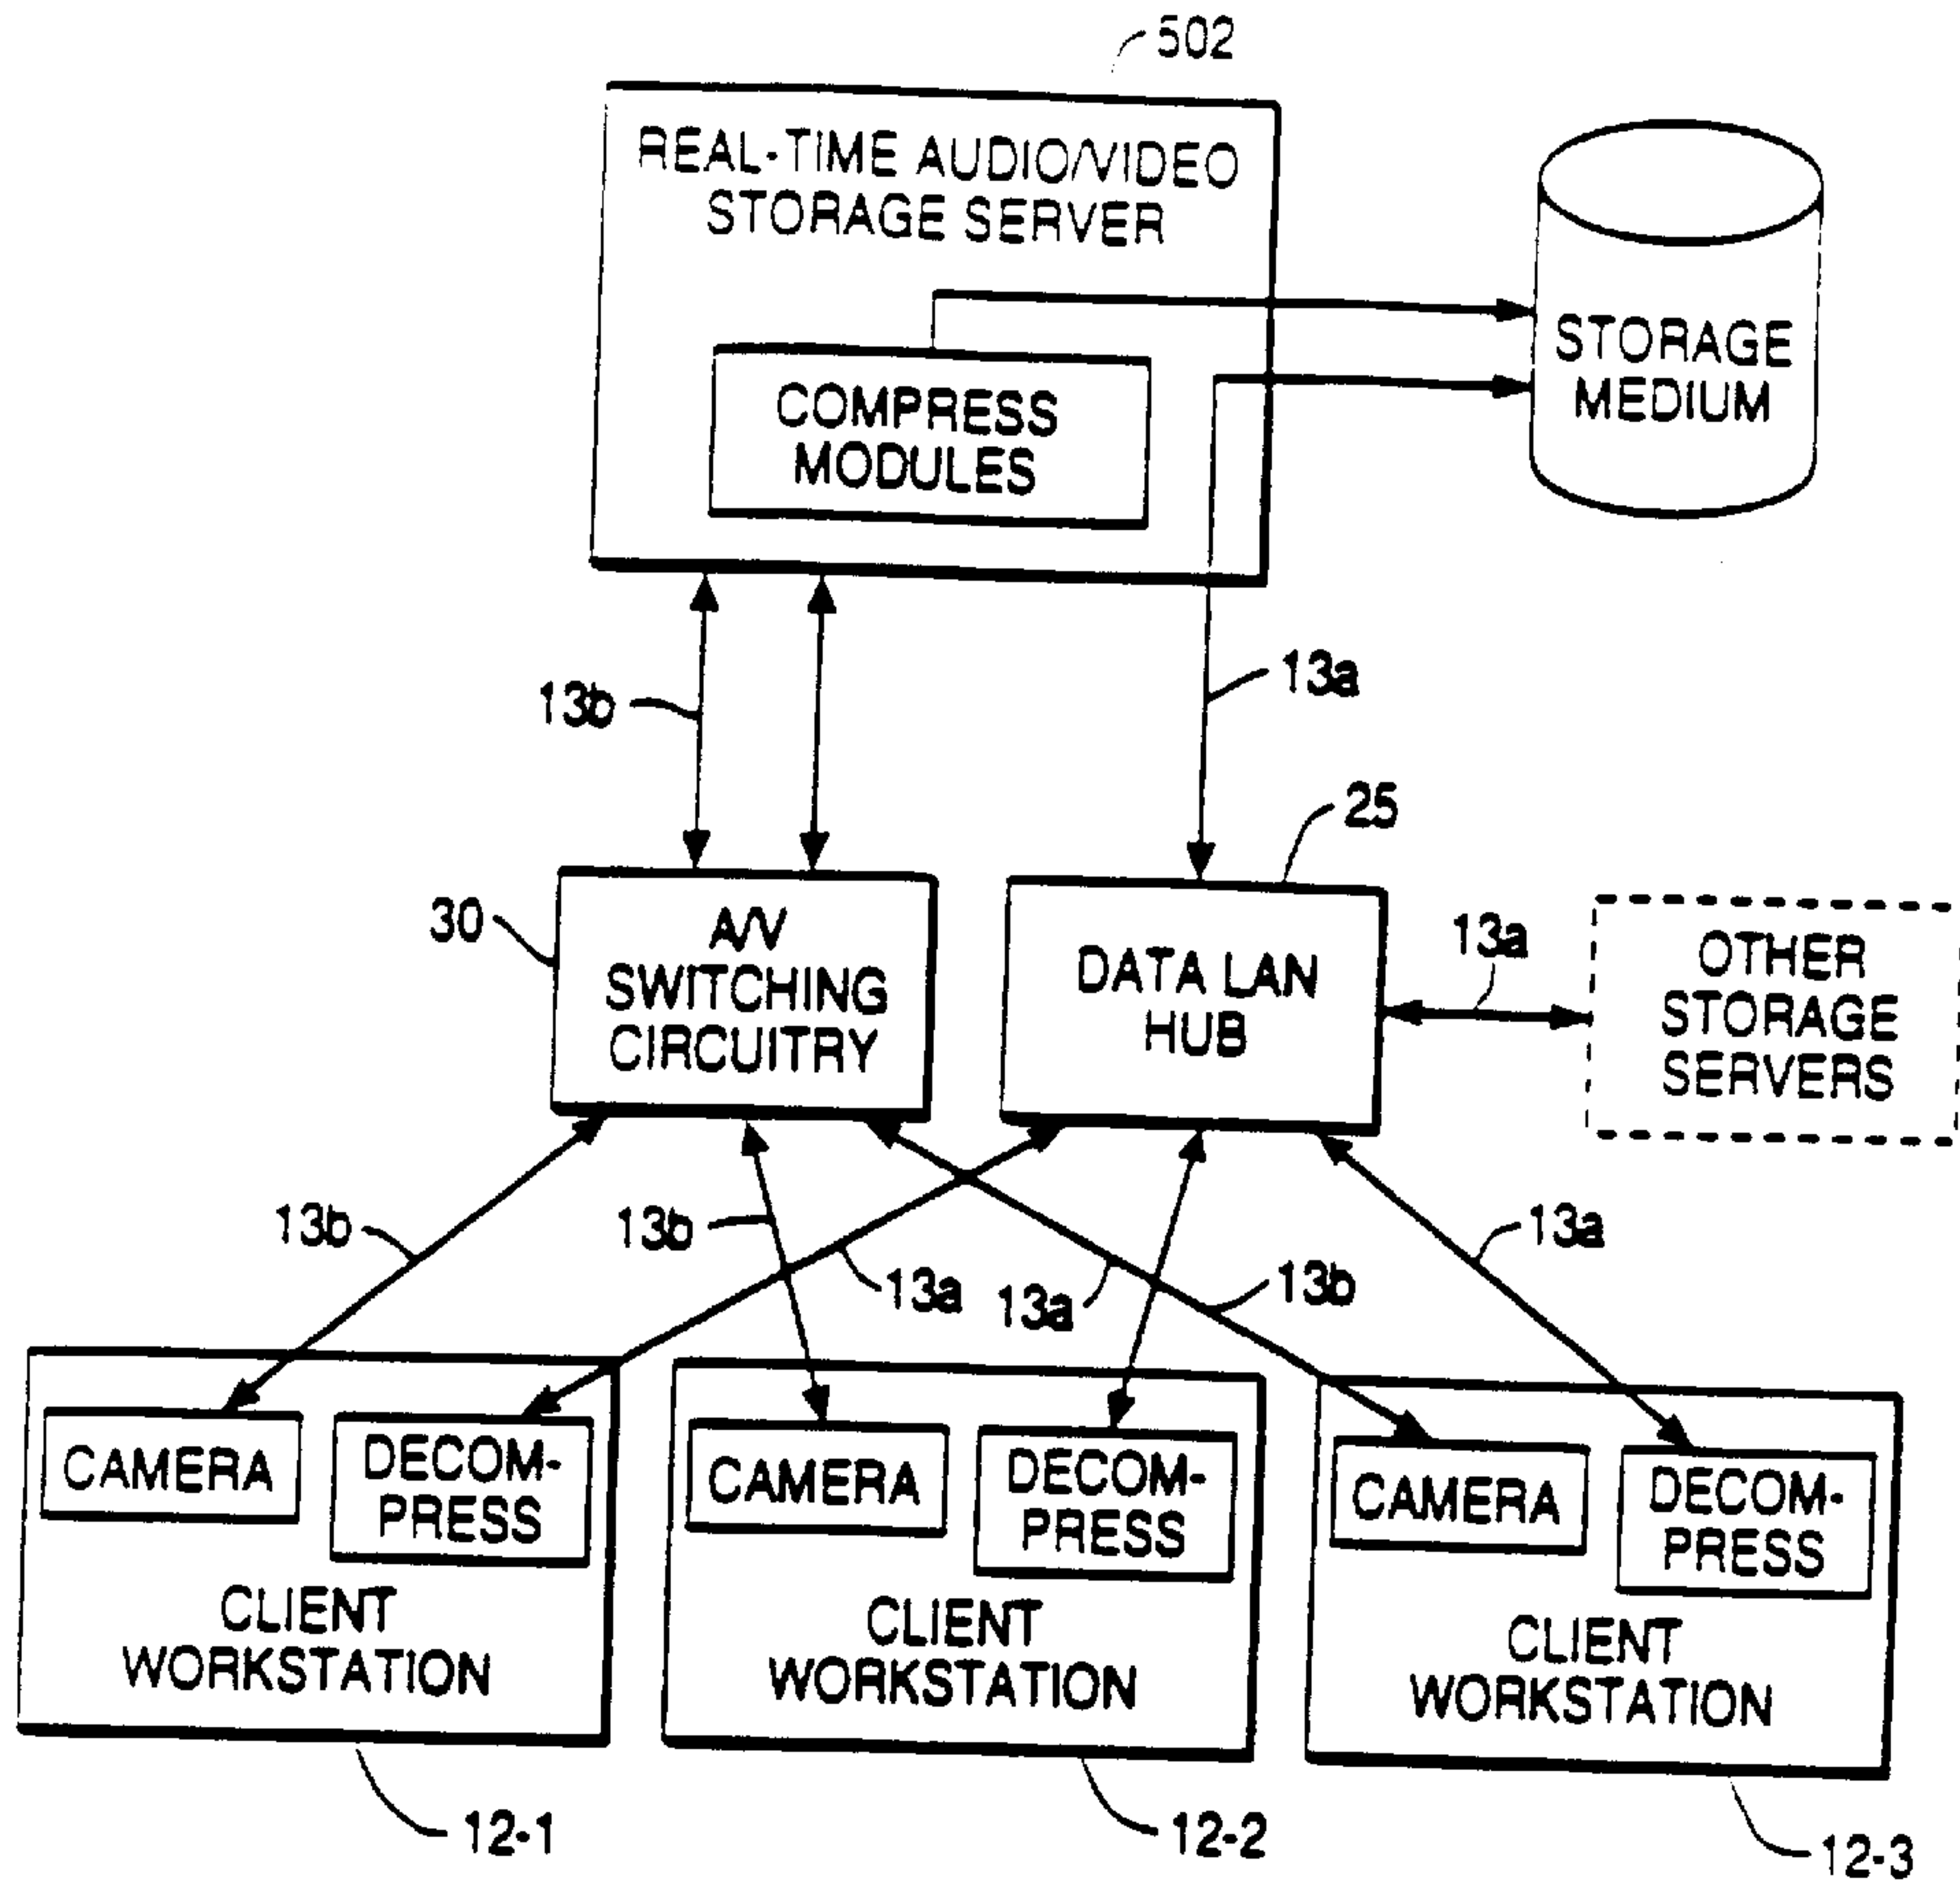 502
REAL-TIME AUDIO/VIDEO
STORAGE SERVER
COMPRESS
MODULES
STORAGE
MEDIUM
13b
13a
25
30
A/V
SWITCHING
CIRCUITRY
DATA LAN
HUB
13a
OTHER
STORAGE
SERVERS
13b
13b
13a
13a
13b
13a
CAMERA
DECOM-
PRESS
CLIENT
WORKSTATION
CAMERA
DECOM-
PRESS
CLIENT
WORKSTATION
CAMERA
DECOM-
PRESS
CLIENT
WORKSTATION
12-1
12-2
12-3